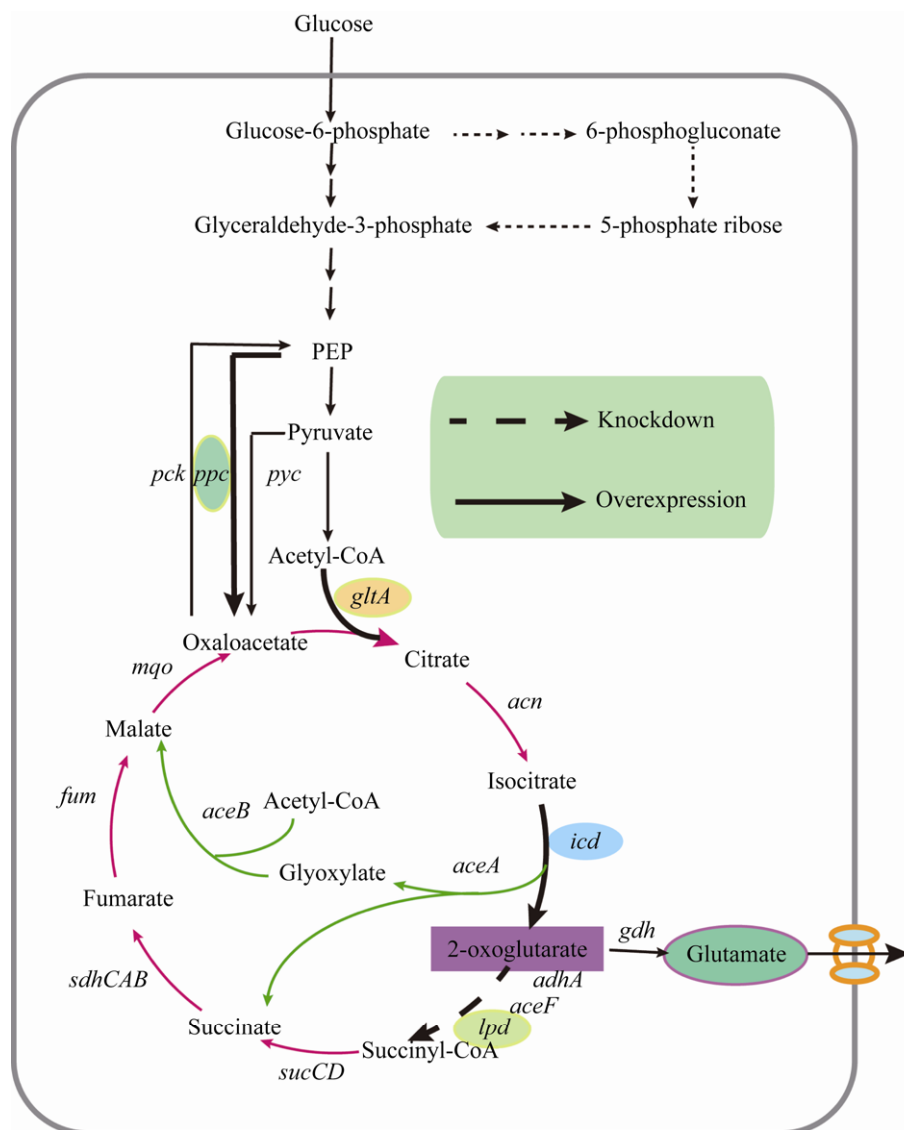 Glucose
Glucose-6-phosphate
6-phosphogluconate
Glyceraldehyde-3-phosphate
5-phosphate ribose
PEP
Knockdown
Pyruvate
pck
ppc
pyc
Overexpression
Acetyl-CoA
gltA
Oxaloacetate
Citrate
mqo
acn
Malate
Isocitrate
fum
aceB
Acetyl-CoA
icd
Glyoxylate
aceA
Fumarate
2-oxoglutarate
gdh
Glutamate
adhA
sdhCAB
aceF
lpd
Succinate
Succinyl-CoA
sucCD